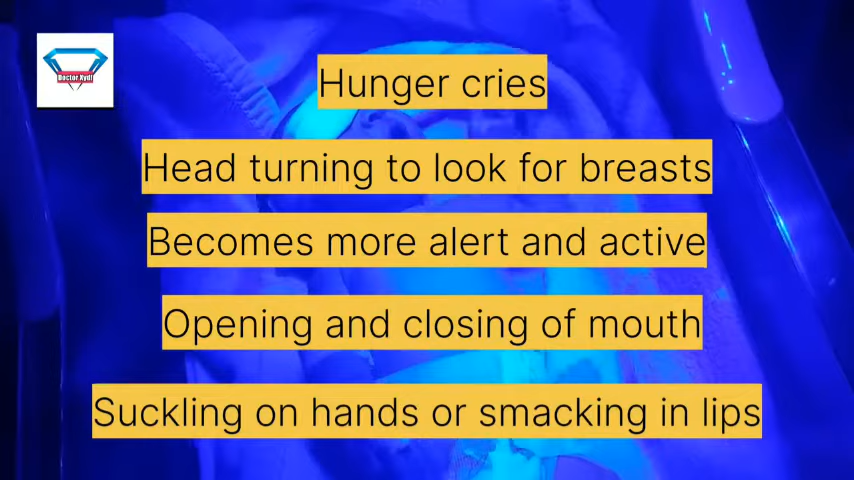 Doctor Rydi
Hunger cries
Head turning to look for breasts
Becomes more alert and active
Opening and closing of mouth
Suckling on hands or smacking in lips